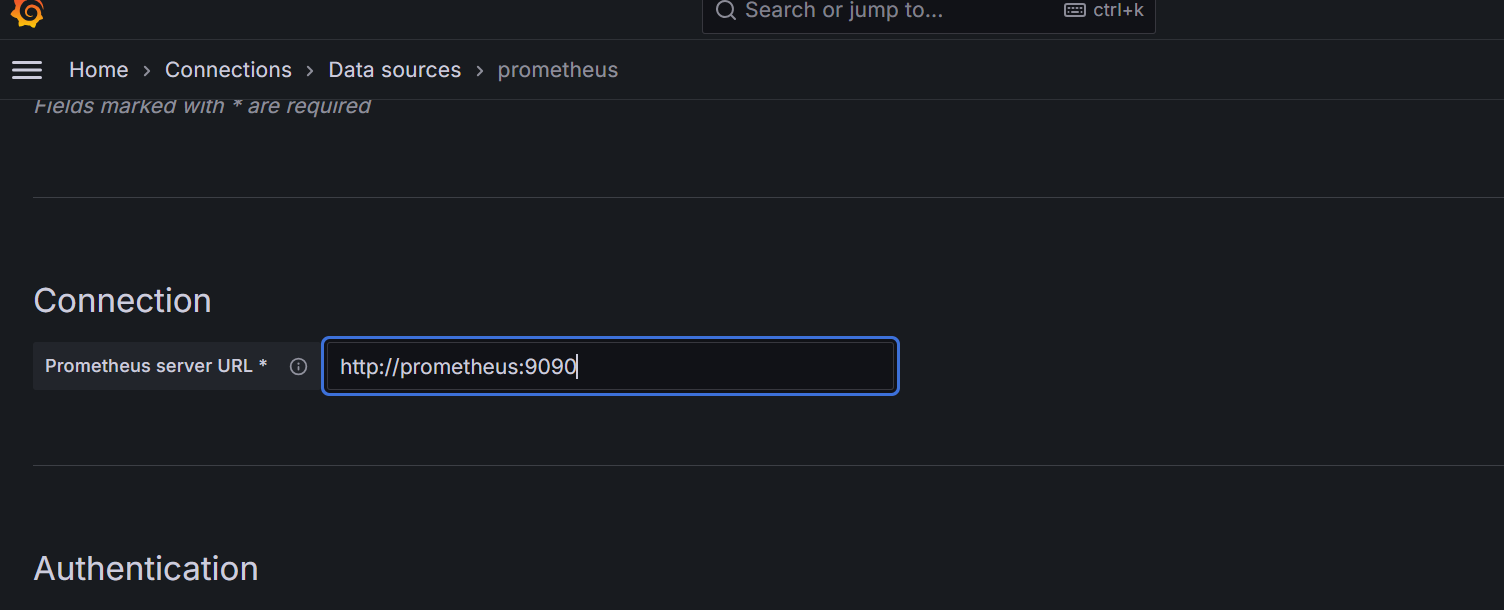 Search or jump to... ctrl+k
Home › Connections › Data sources › prometheus
Fields marked with * are required
Connection
Prometheus server URL * http://prometheus:9090
Authentication